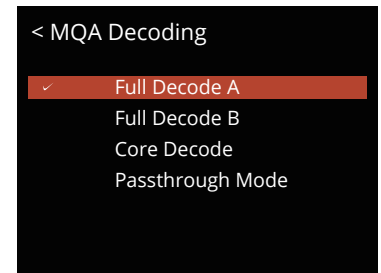 < MQA Decoding
✓ Full Decode A
Full Decode B
Core Decode
Passthrough Mode